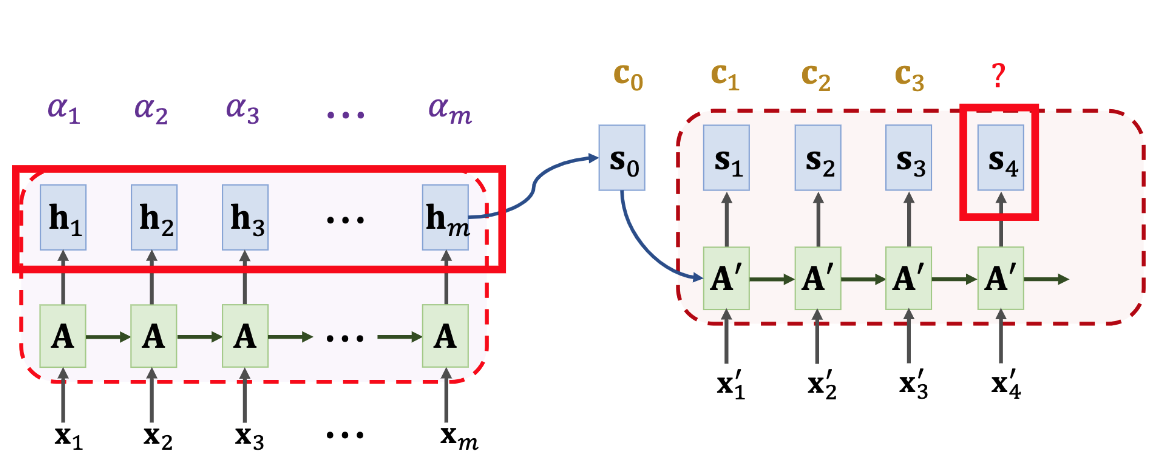 c₀ c₁ c₂ c₃ ?
α₁ α₂ α₃ … αₘ
s₀ s₁ s₂ s₃ s₄
h₁ h₂ h₃ … hₘ
A′ A′ A′ A′
A A A … A
x′₁ x′₂ x′₃ x′₄
x₁ x₂ x₃ … xₘ